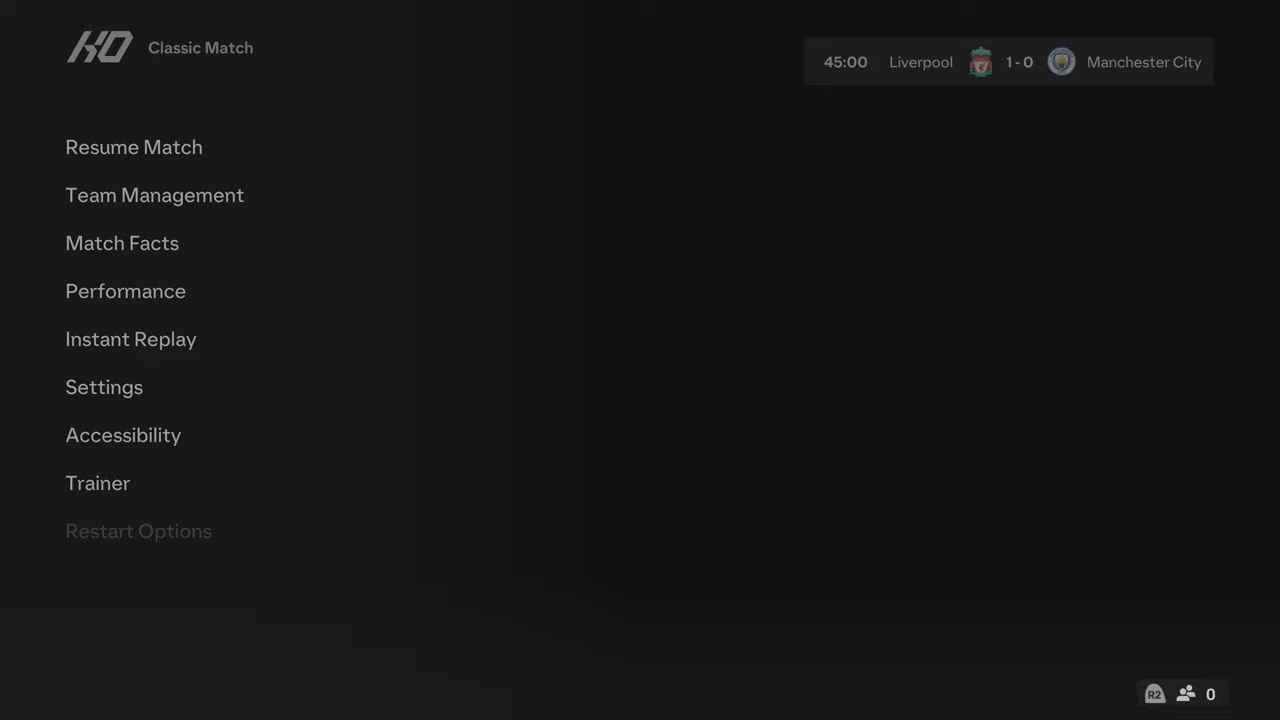 KO Classic Match
45:00 Liverpool 1 - 0 Manchester City
Resume Match
Team Management
Match Facts
Performance
Instant Replay
Settings
Accessibility
Trainer
Restart Options
R2 0